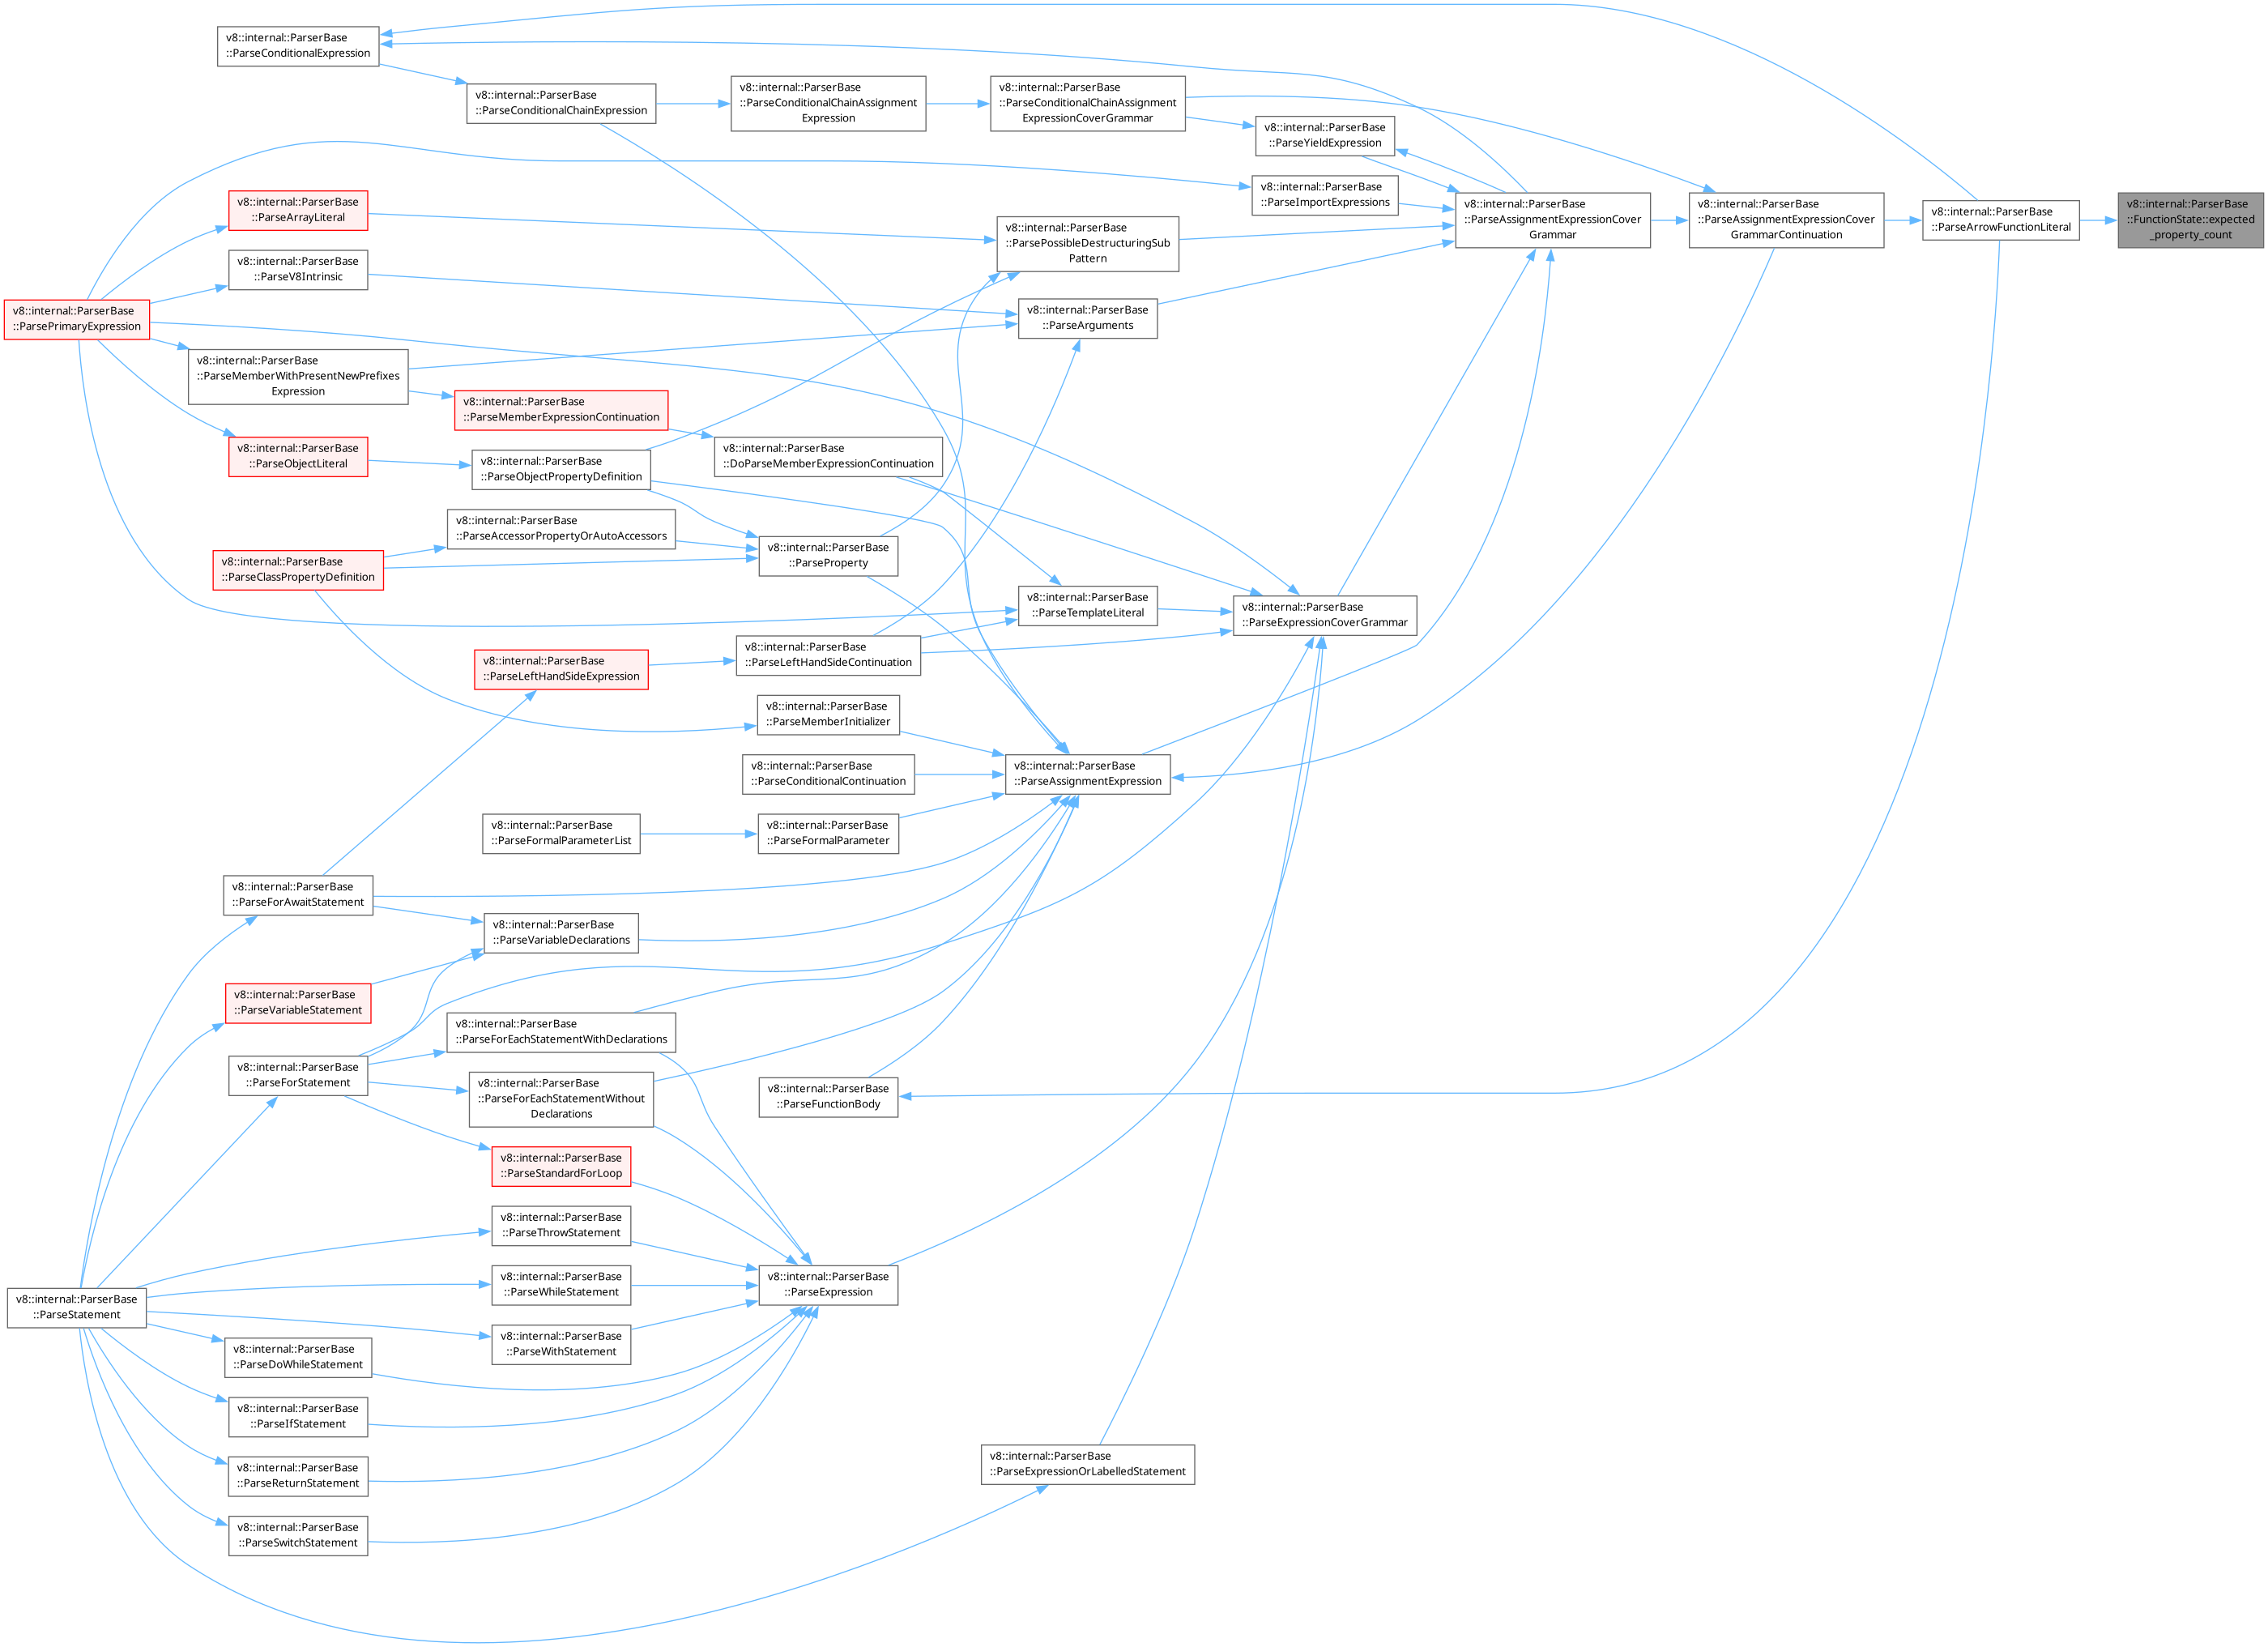 v8::internal::ParserBase
::ParseConditionalExpression
v8::internal::ParserBase
::ParseConditionalChainExpression
v8::internal::ParserBase
::ParseConditionalChainAssignment
Expression
v8::internal::ParserBase
::ParseConditionalChainAssignment
ExpressionCoverGrammar
v8::internal::ParserBase
::ParseYieldExpression
v8::internal::ParserBase
::ParseImportExpressions
v8::internal::ParserBase
::ParseArrayLiteral
v8::internal::ParserBase
::ParsePossibleDestructuringSub
Pattern
v8::internal::ParserBase
::ParseAssignmentExpressionCover
Grammar
v8::internal::ParserBase
::ParseAssignmentExpressionCover
GrammarContinuation
v8::internal::ParserBase
::ParseArrowFunctionLiteral
v8::internal::ParserBase
::FunctionState::expected
_property_count
v8::internal::ParserBase
::ParseV8Intrinsic
v8::internal::ParserBase
::ParsePrimaryExpression
v8::internal::ParserBase
::ParseArguments
v8::internal::ParserBase
::ParseMemberWithPresentNewPrefixes
Expression
v8::internal::ParserBase
::ParseMemberExpressionContinuation
v8::internal::ParserBase
::ParseObjectLiteral
v8::internal::ParserBase
::ParseObjectPropertyDefinition
v8::internal::ParserBase
::DoParseMemberExpressionContinuation
v8::internal::ParserBase
::ParseAccessorPropertyOrAutoAccessors
v8::internal::ParserBase
::ParseClassPropertyDefinition
v8::internal::ParserBase
::ParseProperty
v8::internal::ParserBase
::ParseTemplateLiteral
v8::internal::ParserBase
::ParseExpressionCoverGrammar
v8::internal::ParserBase
::ParseLeftHandSideExpression
v8::internal::ParserBase
::ParseLeftHandSideContinuation
v8::internal::ParserBase
::ParseMemberInitializer
v8::internal::ParserBase
::ParseConditionalContinuation
v8::internal::ParserBase
::ParseAssignmentExpression
v8::internal::ParserBase
::ParseFormalParameterList
v8::internal::ParserBase
::ParseFormalParameter
v8::internal::ParserBase
::ParseForAwaitStatement
v8::internal::ParserBase
::ParseVariableDeclarations
v8::internal::ParserBase
::ParseVariableStatement
v8::internal::ParserBase
::ParseForEachStatementWithDeclarations
v8::internal::ParserBase
::ParseForStatement
v8::internal::ParserBase
::ParseForEachStatementWithout
Declarations
v8::internal::ParserBase
::ParseFunctionBody
v8::internal::ParserBase
::ParseStandardForLoop
v8::internal::ParserBase
::ParseThrowStatement
v8::internal::ParserBase
::ParseStatement
v8::internal::ParserBase
::ParseWhileStatement
v8::internal::ParserBase
::ParseExpression
v8::internal::ParserBase
::ParseWithStatement
v8::internal::ParserBase
::ParseDoWhileStatement
v8::internal::ParserBase
::ParseIfStatement
v8::internal::ParserBase
::ParseReturnStatement
v8::internal::ParserBase
::ParseExpressionOrLabelledStatement
v8::internal::ParserBase
::ParseSwitchStatement